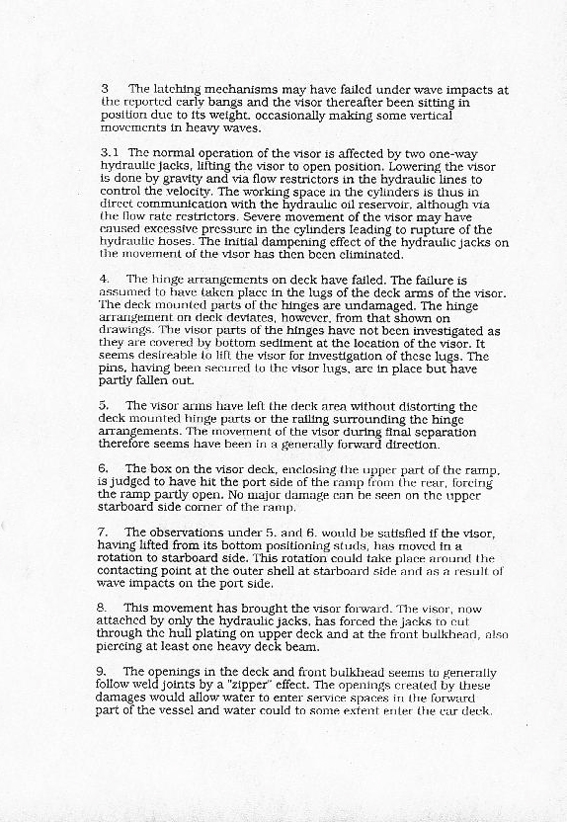 3 The latching mechanisms may have failed under wave impacts at
the reported early bangs and the visor thereafter been sitting in
position due to its weight, occasionally making some vertical
movements in heavy waves.
3.1 The normal operation of the visor is affected by two one-way
hydraulic jacks, lifting the visor to open position. Lowering the visor
is done by gravity and via flow restrictors in the hydraulic lines to
control the velocity. The working space in the cylinders is thus in
direct communication with the hydraulic oil reservoir, although via
the flow rate restrictors. Severe movement of the visor may have
caused excessive pressure in the cylinders leading to rupture of the
hydraulic hoses. The initial dampening effect of the hydraulic jacks on
the movement of the visor has then been eliminated.
4. The hinge arrangements on deck have failed. The failure is
assumed to have taken place in the lugs of the deck arms of the visor.
The deck mounted parts of the hinges are undamaged. The hinge
arrangement on deck deviates, however, from that shown on
drawings. The visor parts of the hinges have not been investigated as
they are covered by bottom sediment at the location of the visor. It
seems desireable to lift the visor for investigation of these lugs. The
pins, having been secured to the visor lugs, are in place but have
partly fallen out.
5. The visor arms have left the deck area without distorting the
deck mounted hinge parts or the railing surrounding the hinge
arrangements. The movement of the visor during final separation
therefore seems have been in a generally forward direction.
6. The box on the visor deck, enclosing the upper part of the ramp,
is judged to have hit the port side of the ramp from the rear, forcing
the ramp partly open. No major damage can be seen on the upper
starboard side corner of the ramp.
7. The observations under 5. and 6. would be satisfied if the visor,
having lifted from its bottom positioning studs, has moved in a
rotation to starboard side. This rotation could take place around the
contacting point at the outer shell at starboard side and as a result of
wave impacts on the port side.
8. This movement has brought the visor forward. The visor, now
attached by only the hydraulic jacks, has forced the jacks to cut
through the hull plating on upper deck and at the front bulkhead, also
piercing at least one heavy deck beam.
9. The openings in the deck and front bulkhead seems to generally
follow weld joints by a "zipper" effect. The openings created by these
damages would allow water to enter service spaces in the forward
part of the vessel and water could to some extent enter the car deck.